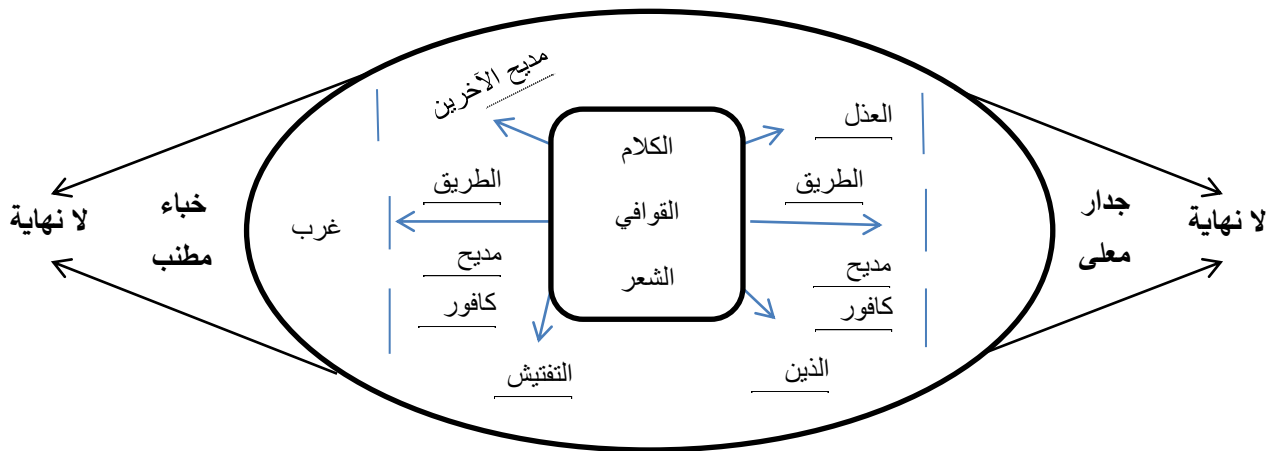 مديح الآخرين
العذل
الكلام
الطريق
الطريق
جدار
خباء
لا نهاية
القوافي
لا نهاية
غرب
معلى
مطنب
مديح
مديح
الشعر
كافور
كافور
الذين
التفتيش